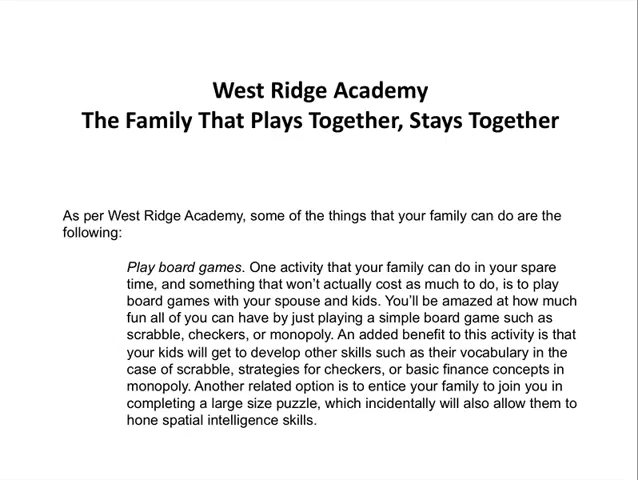 West Ridge Academy
The Family That Plays Together, Stays Together
As per West Ridge Academy, some of the things that your family can do are the
following:
Play board games. One activity that your family can do in your spare
time, and something that won’t actually cost as much to do, is to play
board games with your spouse and kids. You’ll be amazed at how much
fun all of you can have by just playing a simple board game such as
scrabble, checkers, or monopoly. An added benefit to this activity is that
your kids will get to develop other skills such as their vocabulary in the
case of scrabble, strategies for checkers, or basic finance concepts in
monopoly. Another related option is to entice your family to join you in
completing a large size puzzle, which incidentally will also allow them to
hone spatial intelligence skills.